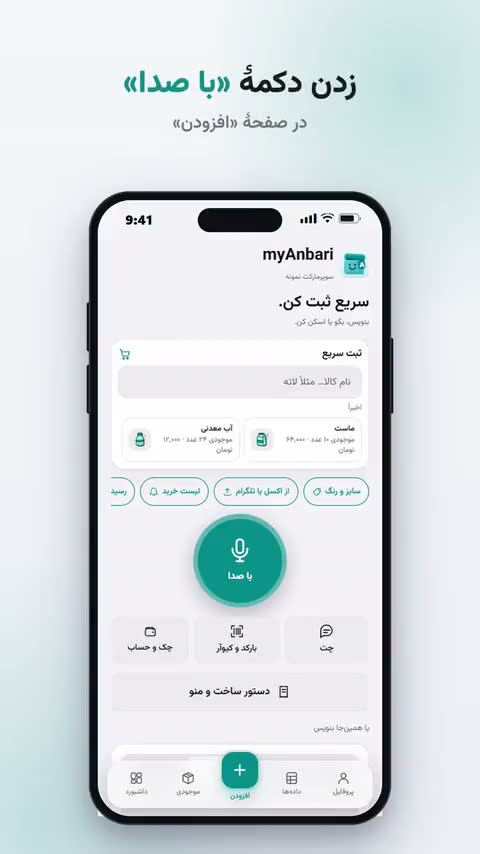 زدن دکمهٔ «با صدا»
در صفحهٔ «افزودن»
9:41
myAnbari
سوپرمارکت نمونه
سریع ثبت کن.
بنویس، بگو یا اسکن کن.
ثبت سریع
نام کالا... مثلاً لاته
اخیراً
ماست
موجودی ۱۰ عدد · ۶۴,۰۰۰ تومان
آب معدنی
موجودی ۲۴ عدد · ۱۲,۰۰۰ تومان
سایز و رنگ
از اکسل یا تلگرام
لیست خرید
رسید
با صدا
چت
بارکد و کیوآر
چک و حساب
دستور ساخت و منو
یا همین‌جا بنویس
پروفایل
داده‌ها
افزودن
موجودی
داشبورد